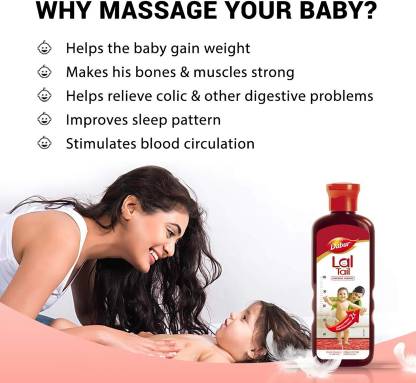 WHY MASSAGE YOUR BABY?
Helps the baby gain weight
Makes his bones & muscles strong
Helps relieve colic & other digestive problems
Improves sleep pattern
Stimulates blood circulation
Dabur
Lal
Tail